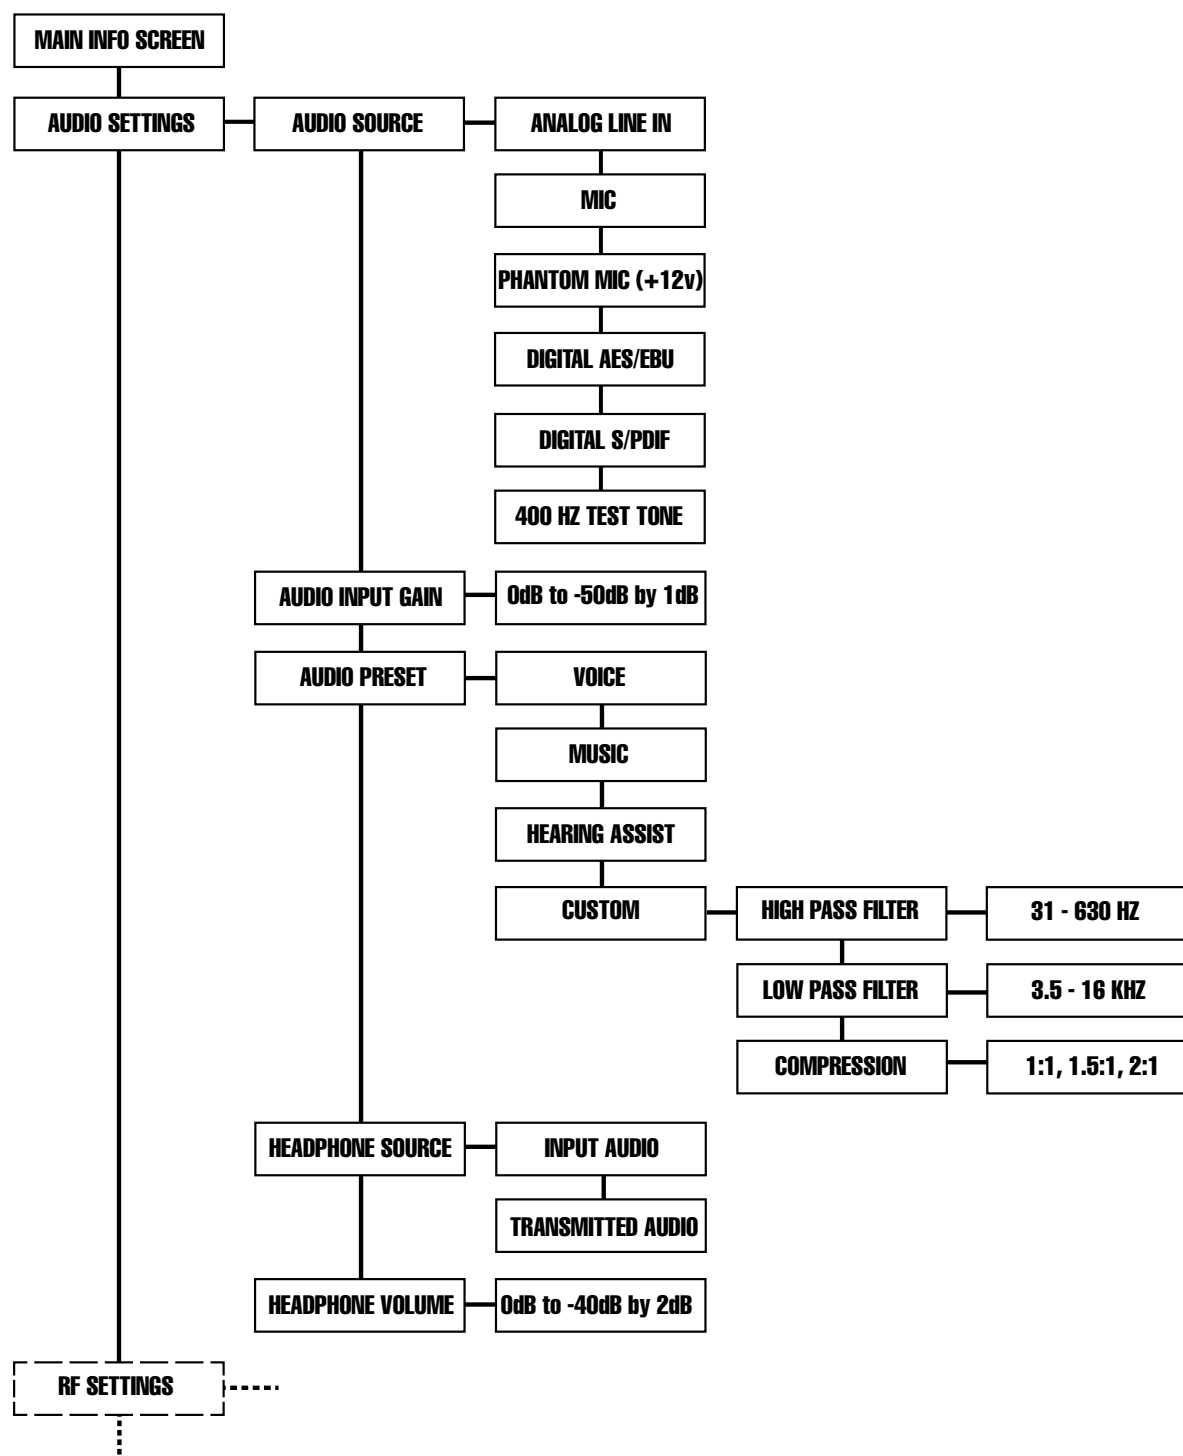 MAIN INFO SCREEN
AUDIO SETTINGS
AUDIO SOURCE
ANALOG LINE IN
MIC
PHANTOM MIC (+12v)
DIGITAL AES/EBU
DIGITAL S/PDIF
400 HZ TEST TONE
AUDIO INPUT GAIN
0dB to -50dB by 1dB
AUDIO PRESET
VOICE
MUSIC
HEARING ASSIST
CUSTOM
HIGH PASS FILTER
31 - 630 HZ
LOW PASS FILTER
3.5 - 16 KHZ
COMPRESSION
1:1, 1.5:1, 2:1
HEADPHONE SOURCE
INPUT AUDIO
TRANSMITTED AUDIO
HEADPHONE VOLUME
0dB to -40dB by 2dB
RF SETTINGS